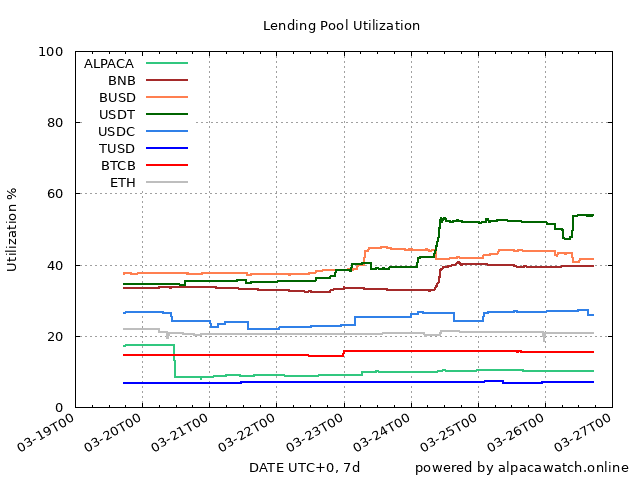 Lending Pool Utilization
100
80
60
40
20
0
Utilization %
ALPACA
BNB
BUSD
USDT
USDC
TUSD
BTCB
ETH
03-19T00
03-20T00
03-21T00
03-22T00
03-23T00
03-24T00
03-25T00
03-26T00
03-27T00
DATE UTC+0, 7d
powered by alpacawatch.online